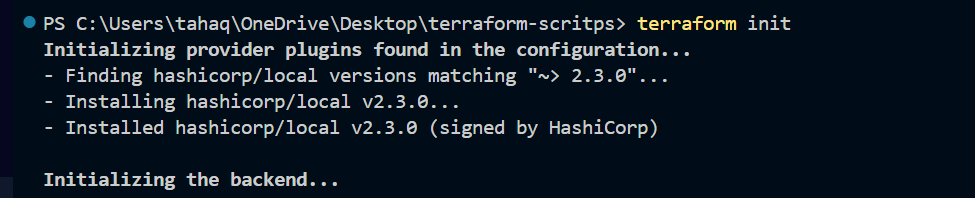 PS C:\Users\tahaq\OneDrive\Desktop\terraform-scritps> terraform init
Initializing provider plugins found in the configuration...
- Finding hashicorp/local versions matching "~> 2.3.0"...
- Installing hashicorp/local v2.3.0...
- Installed hashicorp/local v2.3.0 (signed by HashiCorp)
Initializing the backend...